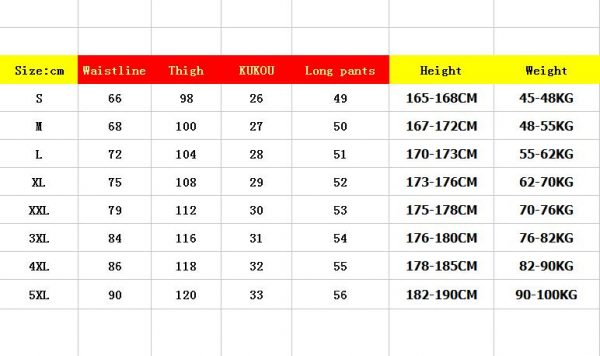 Size:cm Waistline Thigh KUKOU Long pants Height Weight
S 66 98 26 49 165-168CM 45-48KG
M 68 100 27 50 167-172CM 48-55KG
L 72 104 28 51 170-173CM 55-62KG
XL 75 108 29 52 173-176CM 62-70KG
XXL 79 112 30 53 175-178CM 70-76KG
3XL 84 116 31 54 176-180CM 76-82KG
4XL 86 118 32 55 178-185CM 82-90KG
5XL 90 120 33 56 182-190CM 90-100KG